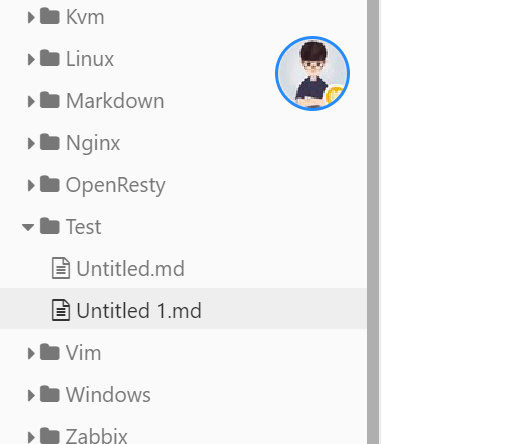 Kvm
Linux
Markdown
Nginx
OpenResty
Test
Untitled.md
Untitled 1.md
Vim
Windows
Zabbix